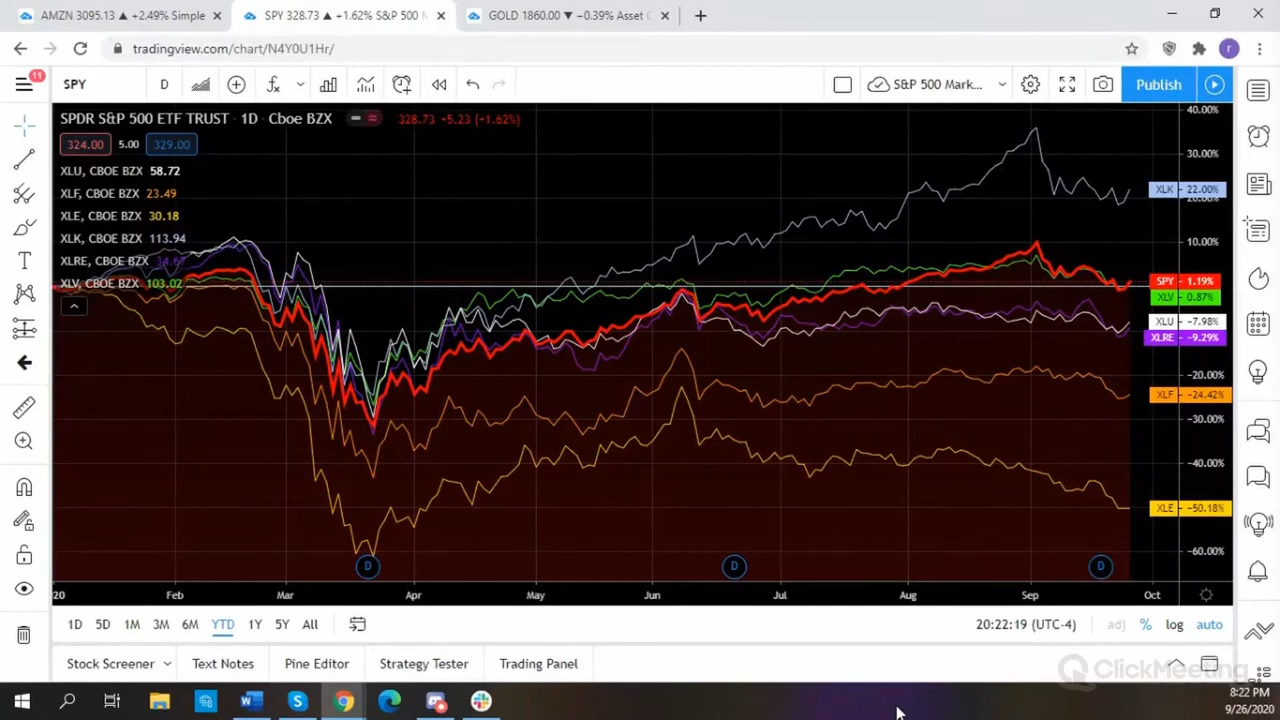 AMZN 3095.13 ▲ +2.49% Simple
SPY 328.73 ▲ +1.62% S&P 500 M
GOLD 1860.00 ▼ −0.39% Asset C
tradingview.com/chart/N4Y0U1Hr/
r
11
SPY
D
S&P 500 Mark...
Publish
SPDR S&P 500 ETF TRUST · 1D · Cboe BZX
328.73 +5.23 (+1.62%)
324.00 5.00 329.00
XLU, CBOE BZX 58.72
XLF, CBOE BZX 23.49
XLE, CBOE BZX 30.18
XLK, CBOE BZX 113.94
XLRE, CBOE BZX
XLV, CBOE BZX 103.02
40.00%
30.00%
XLK 22.00%
20.00%
10.00%
SPY 1.19%
XLV 0.87%
XLU −7.98%
XLRE −9.29%
−20.00%
XLF −24.42%
−30.00%
−40.00%
XLE −50.18%
−60.00%
D D D
20 Feb Mar Apr May Jun Jul Aug Sep Oct
1D 5D 1M 3M 6M YTD 1Y 5Y All
20:22:19 (UTC-4) adj % log auto
Stock Screener Text Notes Pine Editor Strategy Tester Trading Panel
ClickMeeting
8:22 PM
9/26/2020